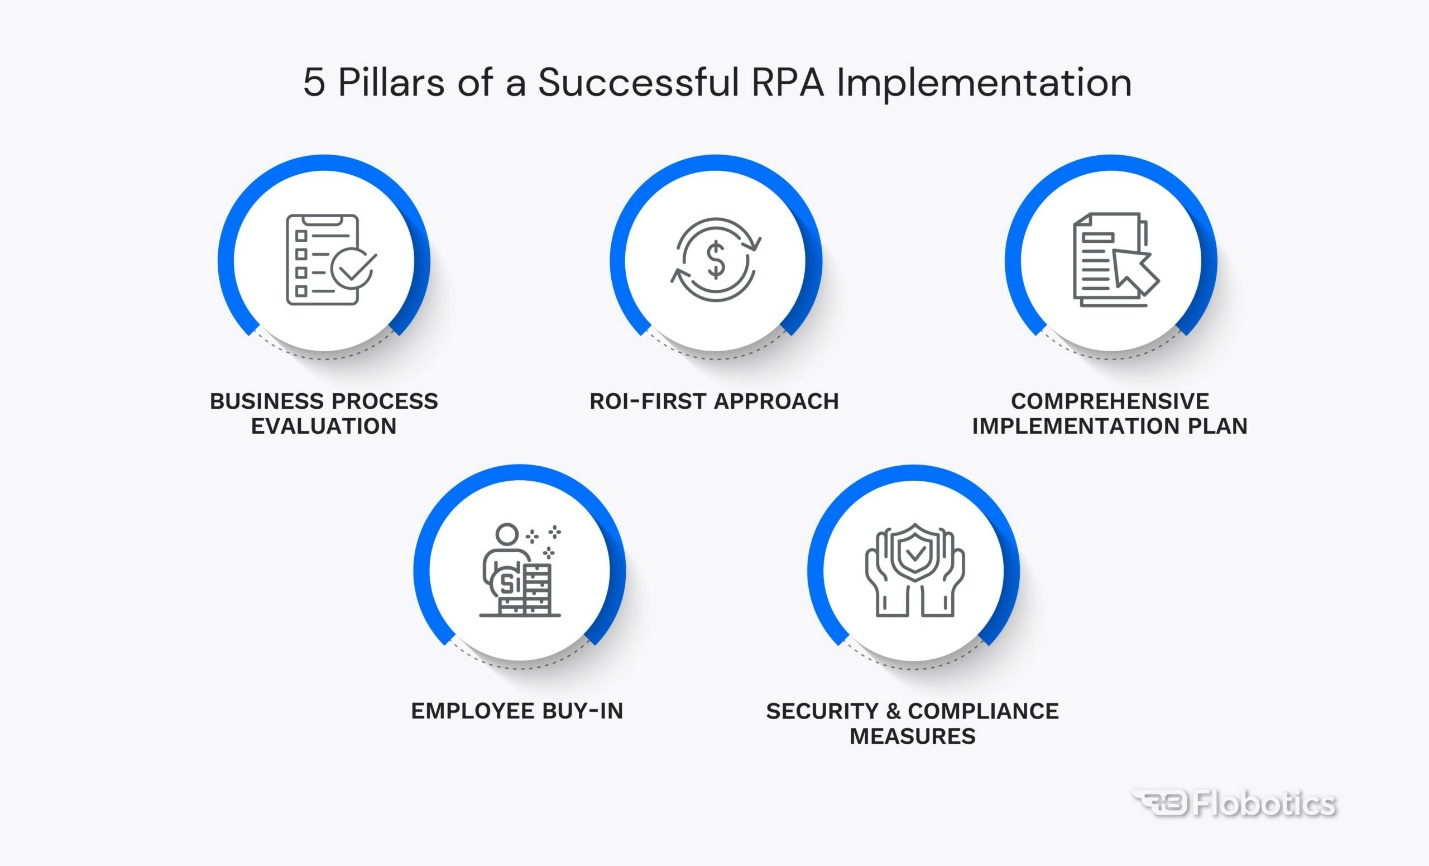 5 Pillars of a Successful RPA Implementation
BUSINESS PROCESS
EVALUATION
ROI-FIRST APPROACH
COMPREHENSIVE
IMPLEMENTATION PLAN
$
EMPLOYEE BUY-IN
SECURITY & COMPLIANCE
MEASURES
Flobotics